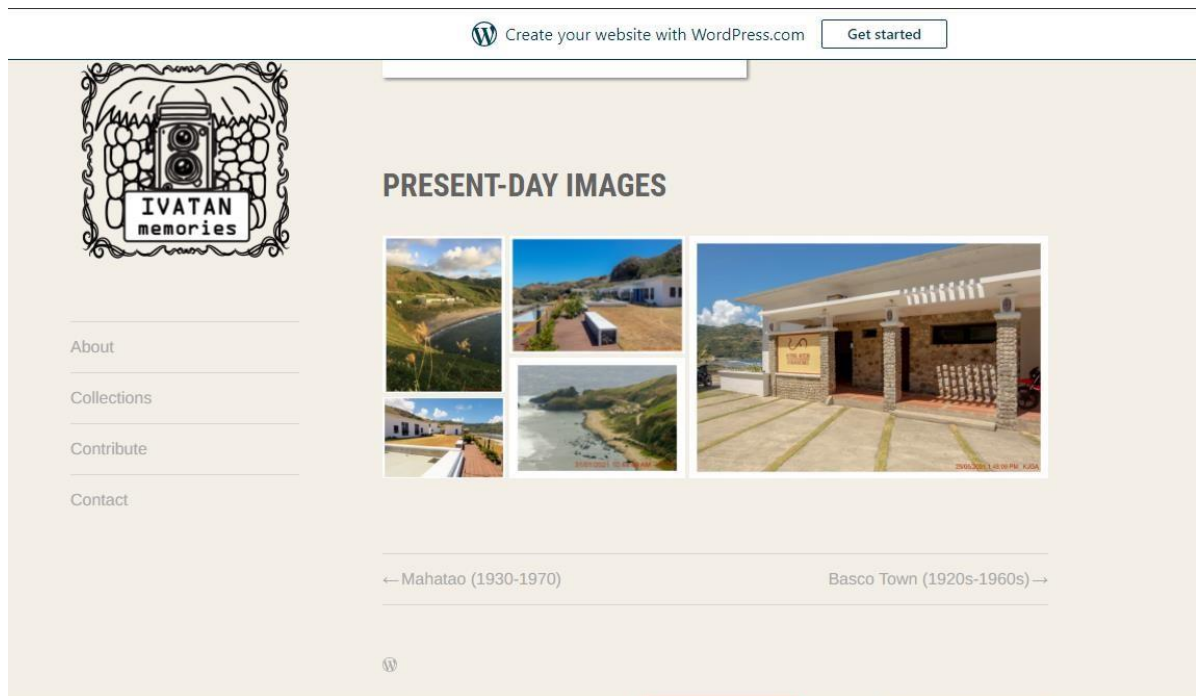 Create your website with WordPress.com
Get started
IVATAN
memories
About
Collections
Contribute
Contact
PRESENT-DAY IMAGES
←Mahatao (1930-1970)
Basco Town (1920s-1960s)→